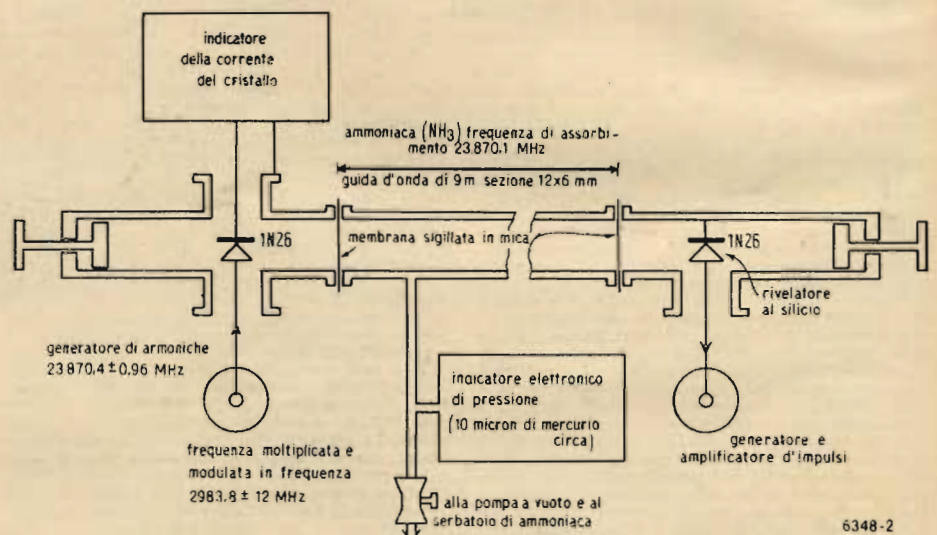 indicatore
della corrente
del cristallo
ammoniaca (NH3) frequenza di assorbi-
mento 23.870.1 MHz
guida d'onda di 9 m sezione 12x6 mm
1N26
membrana sigillata in mica
1N26
rivelatore
al silicio
generatore di armoniche
23.870.4 ± 0.96 MHz
indicatore elettronico
di pressione
(10 micron di mercurio
circa)
frequenza moltiplicata e
modulata in frequenza
2983.8 ± 12 MHz
generatore e
amplificatore d'impulsi
alla pompa a vuoto e al
serbatoio di ammoniaca
6348-2